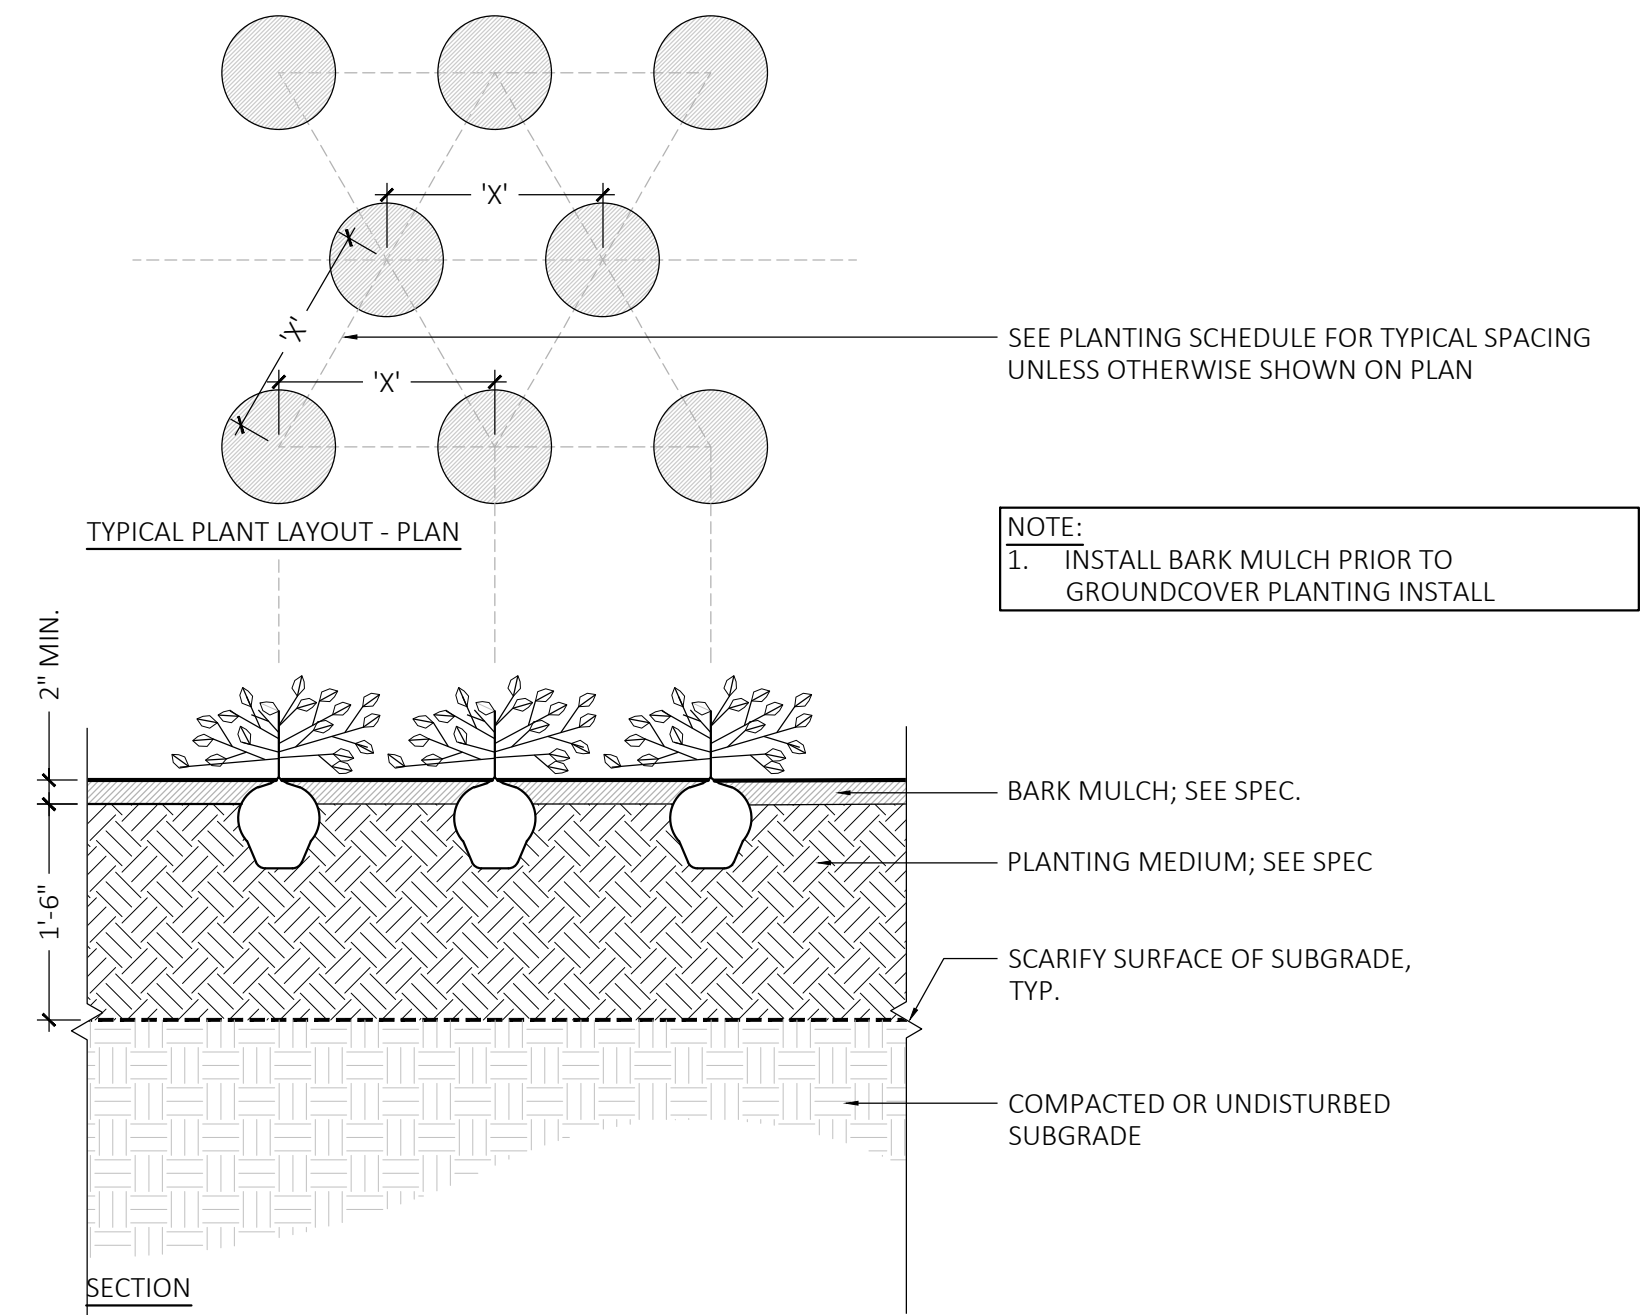 'X'
'X'
'X'
SEE PLANTING SCHEDULE FOR TYPICAL SPACING
UNLESS OTHERWISE SHOWN ON PLAN
TYPICAL PLANT LAYOUT - PLAN
NOTE:
1. INSTALL BARK MULCH PRIOR TO
GROUNDCOVER PLANTING INSTALL
2" MIN.
BARK MULCH; SEE SPEC.
PLANTING MEDIUM; SEE SPEC
1'-6"
SCARIFY SURFACE OF SUBGRADE,
TYP.
COMPACTED OR UNDISTURBED
SUBGRADE
SECTION